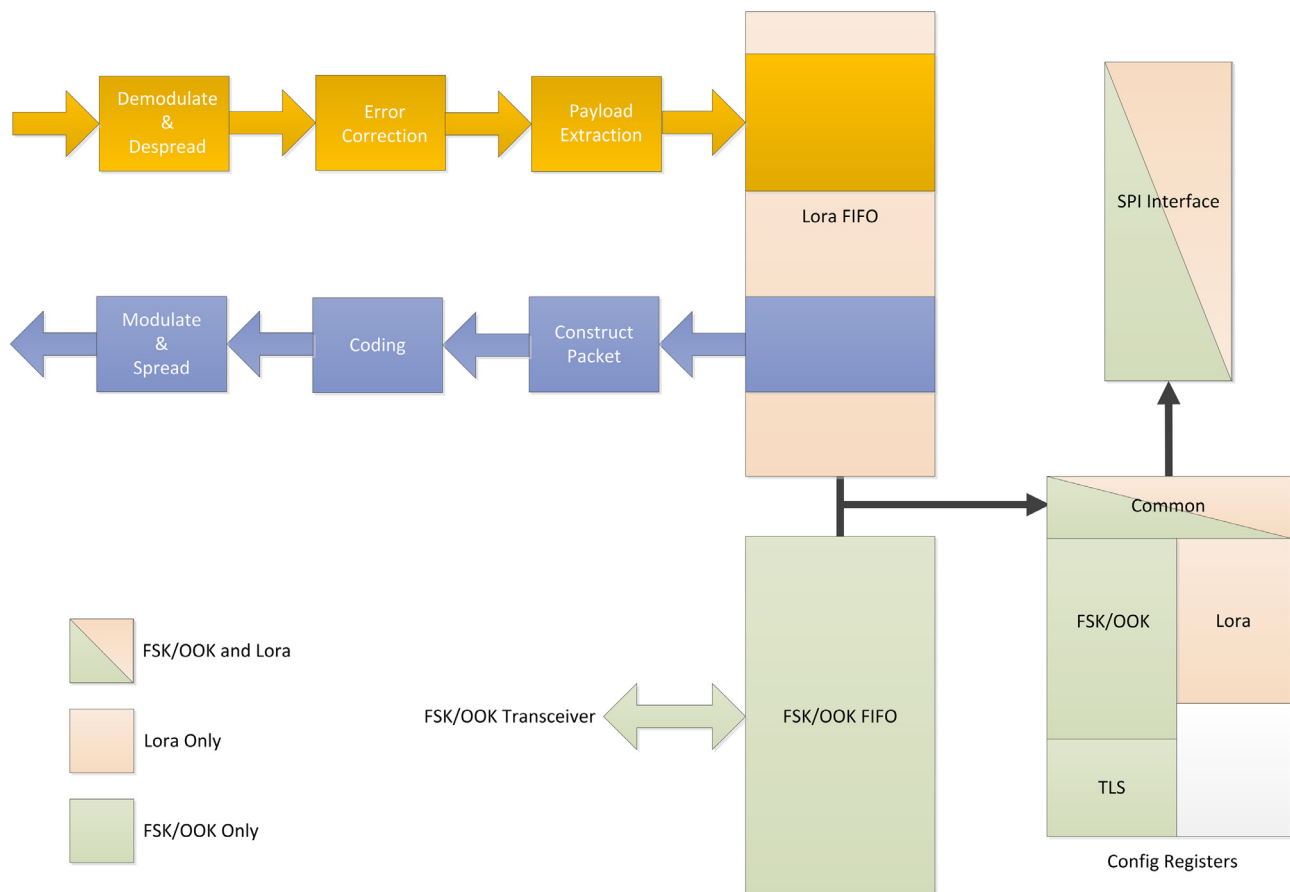 Demodulate
&
Despread
Error
Correction
Payload
Extraction
Lora FIFO
SPI Interface
Modulate
&
Spread
Coding
Construct
Packet
Common
FSK/OOK
Lora
TLS
Config Registers
FSK/OOK and Lora
Lora Only
FSK/OOK Only
FSK/OOK Transceiver
FSK/OOK FIFO